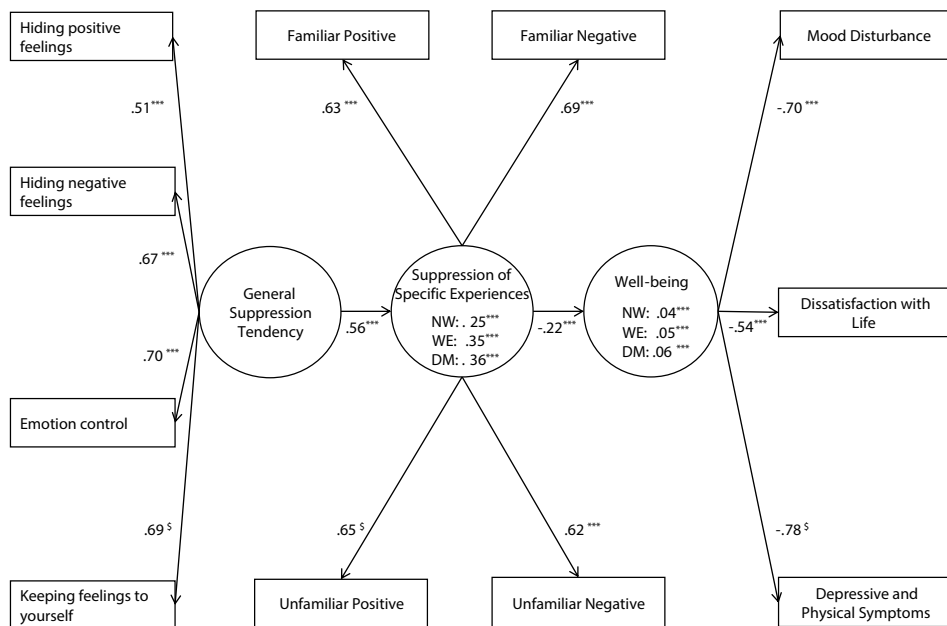 Hiding positive
feelings
Familiar Positive
Familiar Negative
Mood Disturbance
.51***
.63 ***
.69***
-.70 ***
Hiding negative
feelings
.67 ***
General
Suppression
Tendency
.56***
Suppression of
Specific Experiences
NW: . 25***
WE: .35***
DM: . 36***
-.22***
Well-being
NW: .04***
WE: .05***
DM: .06 ***
-.54***
Dissatisfaction with
Life
.70 ***
Emotion control
.69 $
.65 $
.62 ***
-.78 $
Keeping feelings to
yourself
Unfamiliar Positive
Unfamiliar Negative
Depressive and
Physical Symptoms